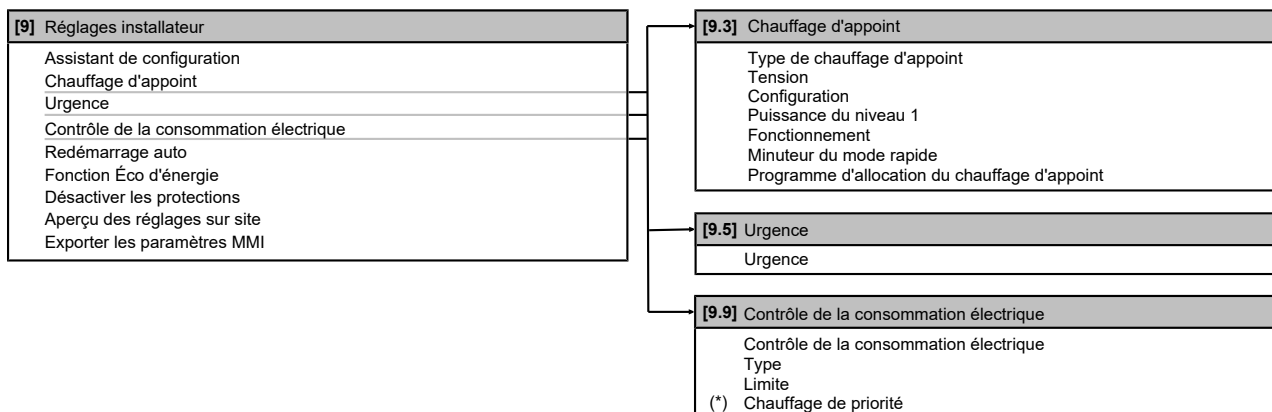 [9] Réglages installateur
Assistant de configuration
Chauffage d'appoint
Urgence
Contrôle de la consommation électrique
Redémarrage auto
Fonction Éco d'énergie
Désactiver les protections
Aperçu des réglages sur site
Exporter les paramètres MMI
[9.3] Chauffage d'appoint
Type de chauffage d'appoint
Tension
Configuration
Puissance du niveau 1
Fonctionnement
Minuteur du mode rapide
Programme d'allocation du chauffage d'appoint
[9.5] Urgence
Urgence
[9.9] Contrôle de la consommation électrique
Contrôle de la consommation électrique
Type
Limite
(*) Chauffage de priorité